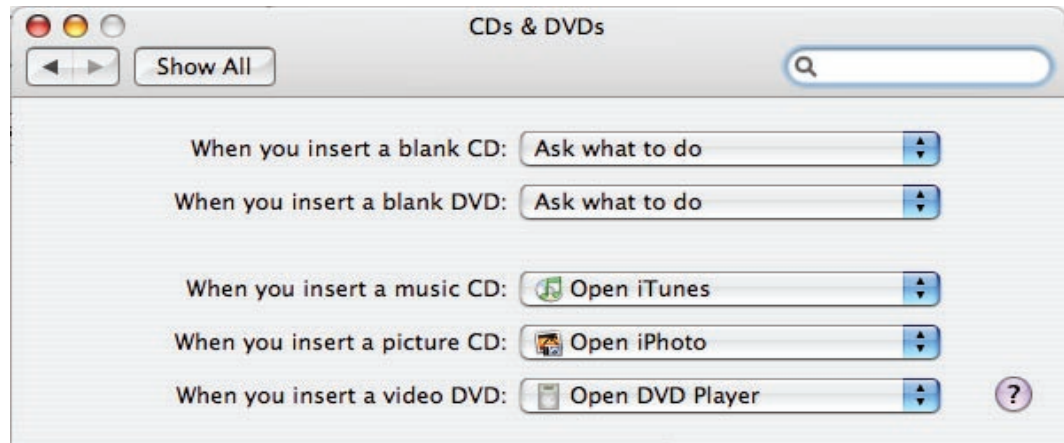 CDs & DVDs
Show All
When you insert a blank CD: Ask what to do
When you insert a blank DVD: Ask what to do
When you insert a music CD: Open iTunes
When you insert a picture CD: Open iPhoto
When you insert a video DVD: Open DVD Player ?